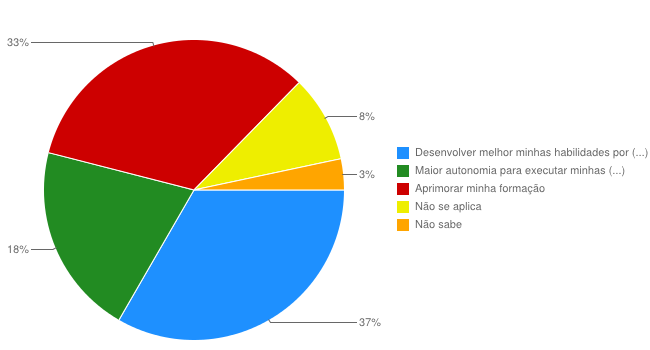 33%
8%
3%
18%
37%
Desenvolver melhor minhas habilidades por (...)
Maior autonomia para executar minhas (...)
Aprimorar minha formação
Não se aplica
Não sabe